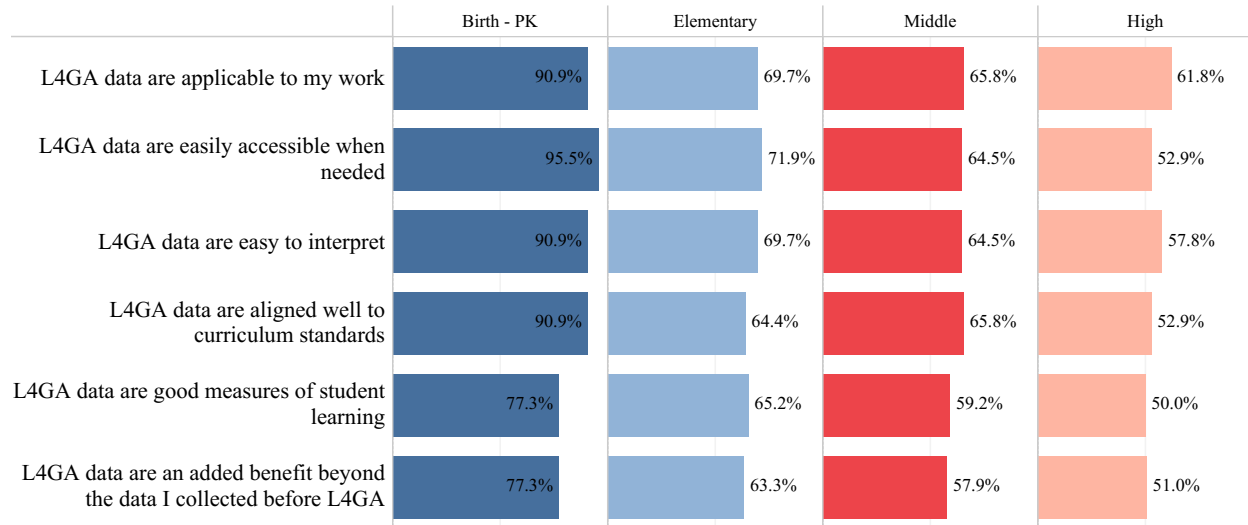 Birth - PK Elementary Middle High
L4GA data are applicable to my work 90.9% 69.7% 65.8% 61.8%
L4GA data are easily accessible when
needed 95.5% 71.9% 64.5% 52.9%
L4GA data are easy to interpret 90.9% 69.7% 64.5% 57.8%
L4GA data are aligned well to
curriculum standards 90.9% 64.4% 65.8% 52.9%
L4GA data are good measures of student
learning 77.3% 65.2% 59.2% 50.0%
L4GA data are an added benefit beyond
the data I collected before L4GA 77.3% 63.3% 57.9% 51.0%